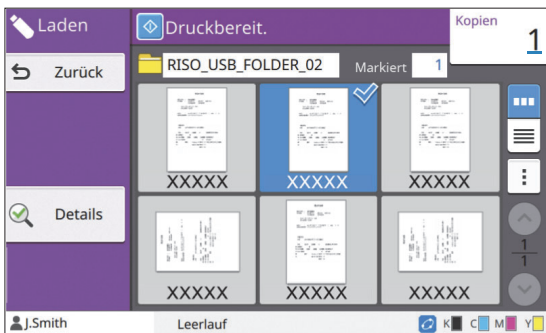 Laden
Druckbereit.
Kopien
1
Zurück
RISO_USB_FOLDER_02
Markiert 1
XXXXX XXXXX XXXXX
Details
XXXXX XXXXX XXXXX
1
1
J.Smith
Leerlauf
K C M Y